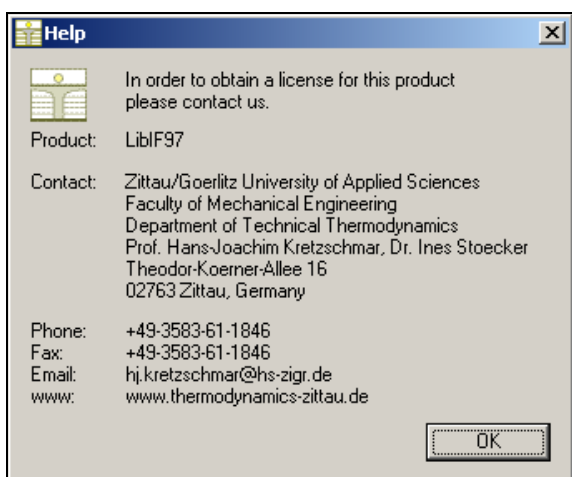 Help
In order to obtain a license for this product
please contact us.
Product: LibIF97
Contact: Zittau/Goerlitz University of Applied Sciences
Faculty of Mechanical Engineering
Department of Technical Thermodynamics
Prof. Hans-Joachim Kretzschmar, Dr. Ines Stoecker
Theodor-Koerner-Allee 16
02763 Zittau, Germany
Phone: +49-3583-61-1846
Fax: +49-3583-61-1846
Email: hj.kretzschmar@hs-zigr.de
www: www.thermodynamics-zittau.de
OK